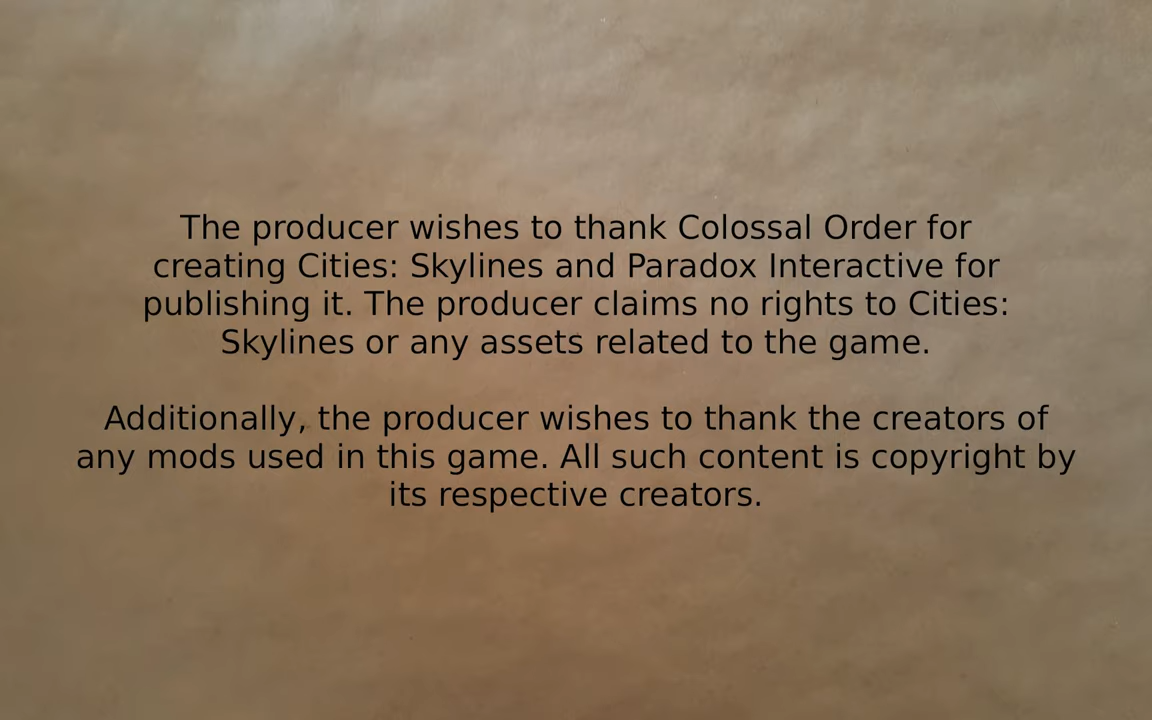 The producer wishes to thank Colossal Order for
creating Cities: Skylines and Paradox Interactive for
publishing it. The producer claims no rights to Cities:
Skylines or any assets related to the game.
Additionally, the producer wishes to thank the creators of
any mods used in this game. All such content is copyright by
its respective creators.